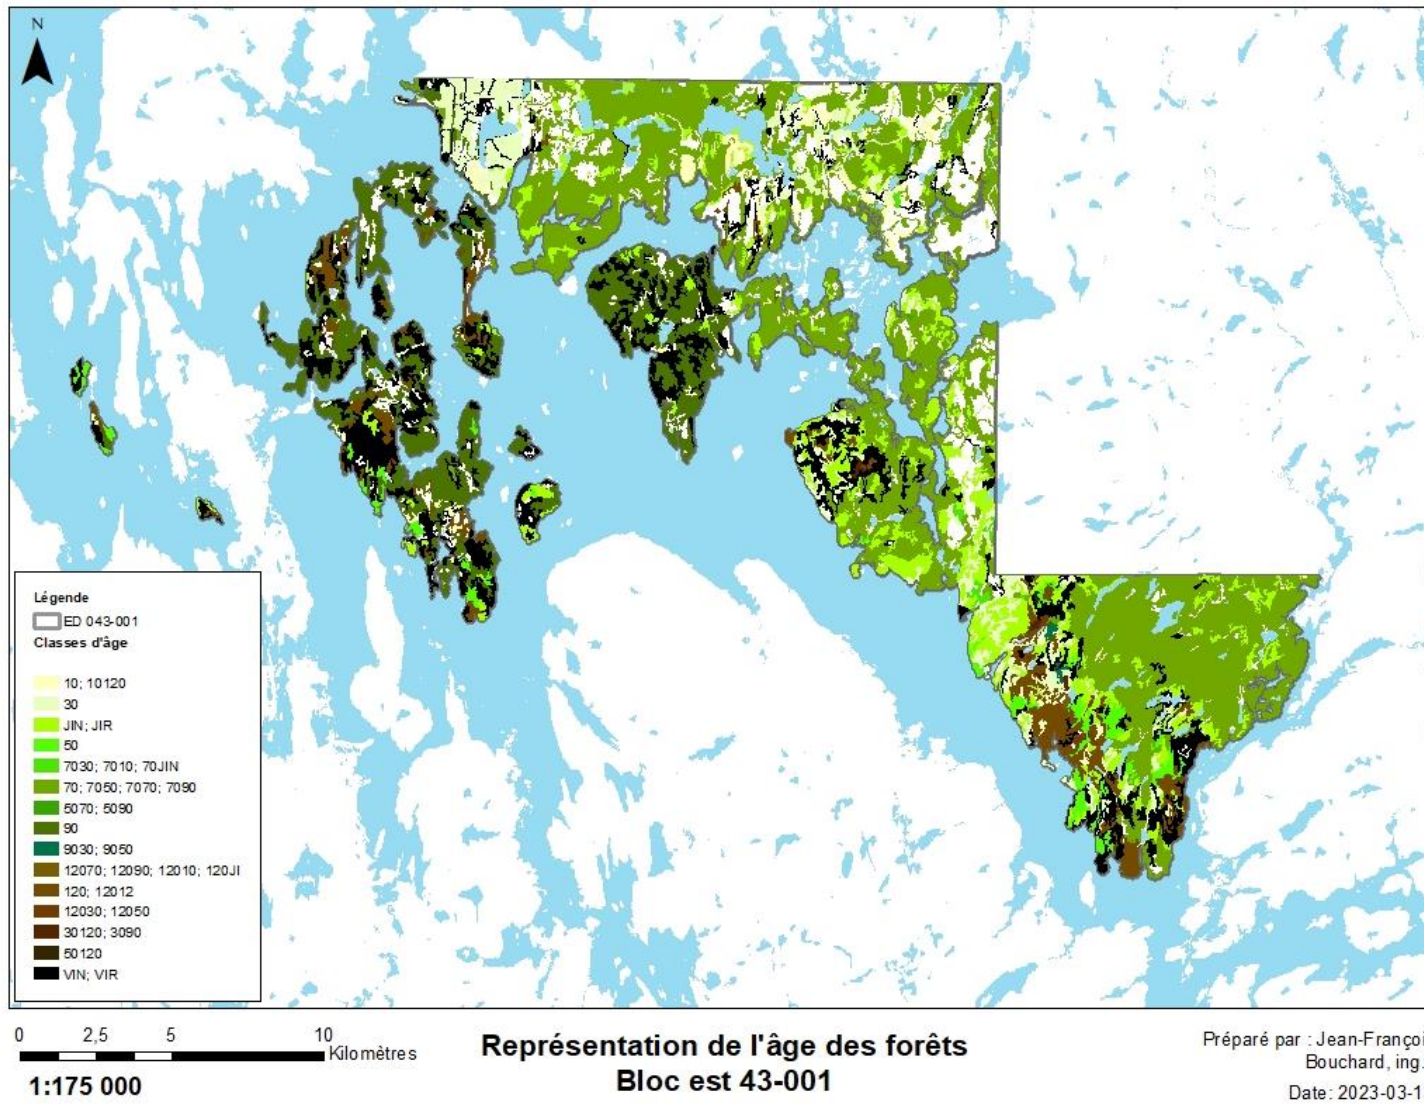 N
Légende
ED 043-001
Classes d'âge
10; 10120
30
JIN; JIR
50
7030; 7010; 70JIN
70; 7050; 7070; 7090
5070; 5090
90
9030; 9050
12070; 12090; 12010; 120JI
120; 12012
12030; 12050
30120; 3090
50120
VIN; VIR
0 2,5 5 10
Kilomètres
1:175 000
Représentation de l'âge des forêts
Bloc est 43-001
Préparé par : Jean-Françoi
Bouchard, ing.
Date: 2023-03-1